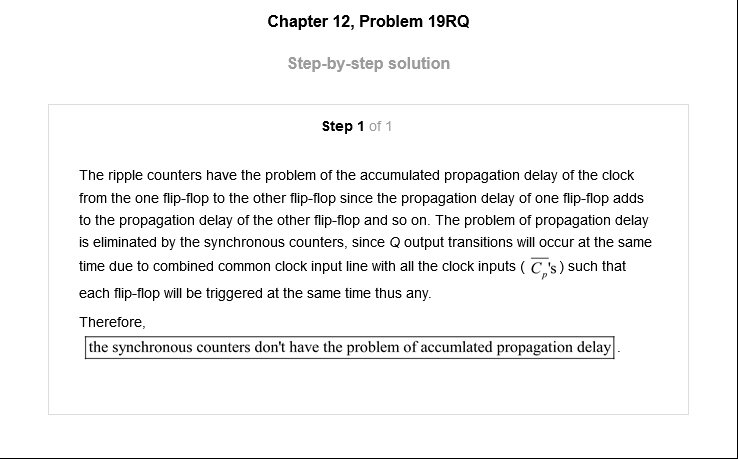 Chapter 12, Problem 19RQ
Step-by-step solution
Step 1 of 1
The ripple counters have the problem of the accumulated propagation delay of the clock
from the one flip-flop to the other flip-flop since the propagation delay of one flip-flop adds
to the propagation delay of the other flip-flop and so on. The problem of propagation delay
is eliminated by the synchronous counters, since Q output transitions will occur at the same
time due to combined common clock input line with all the clock inputs ( C̅p's ) such that
each flip-flop will be triggered at the same time thus any.
Therefore,
the synchronous counters don't have the problem of accumlated propagation delay .